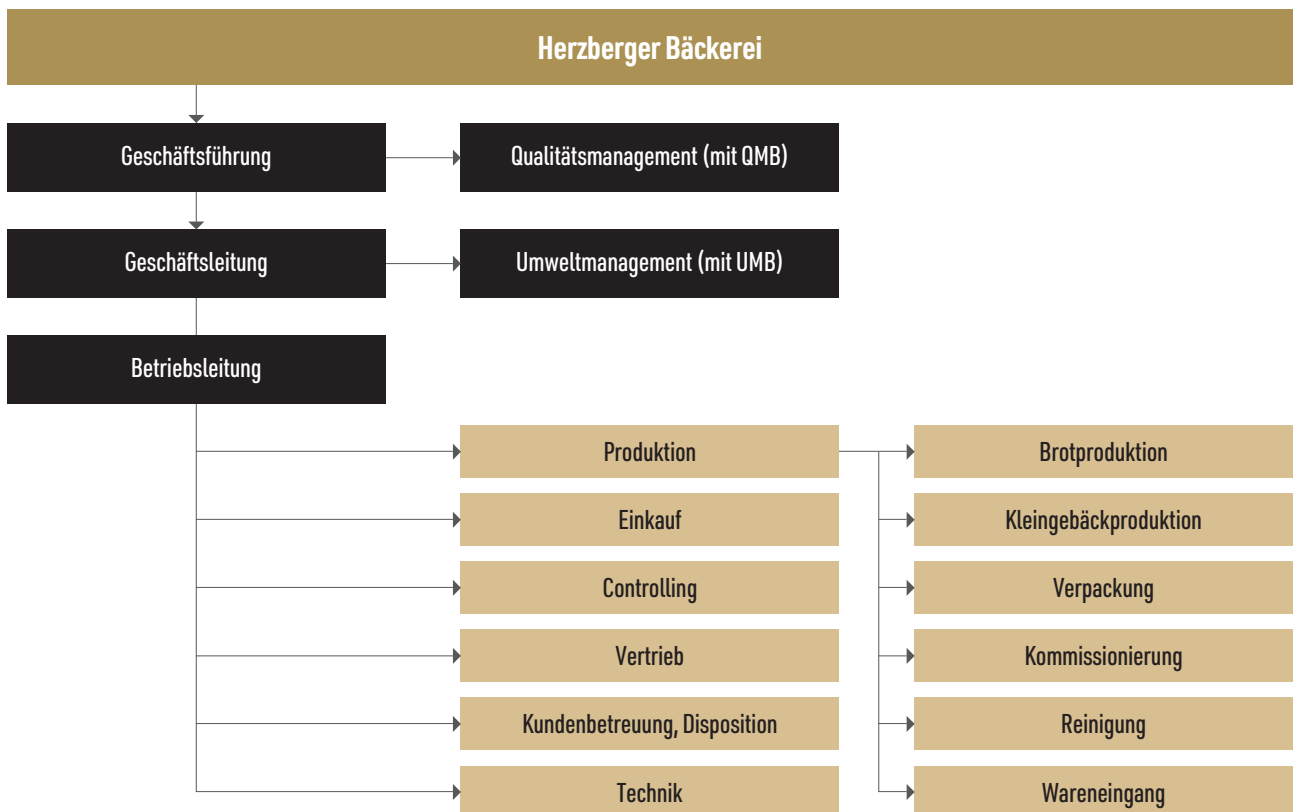 Herzberger Bäckerei
Geschäftsführung
Qualitätsmanagement (mit QMB)
Geschäftsleitung
Umweltmanagement (mit UMB)
Betriebsleitung
Produktion
Brotproduktion
Einkauf
Kleingebäckproduktion
Controlling
Verpackung
Vertrieb
Kommissionierung
Kundenbetreuung, Disposition
Reinigung
Technik
Wareneingang